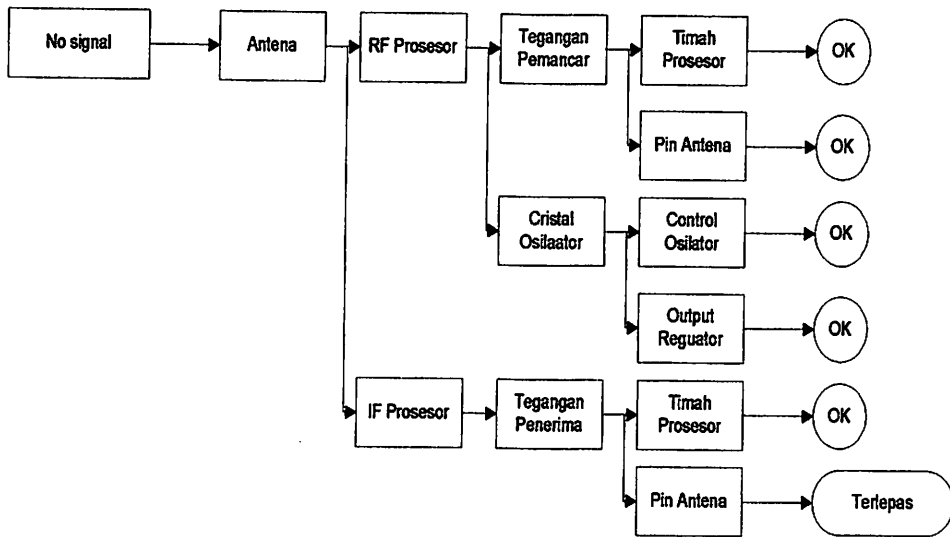 No signal
Antena
RF Prosesor
Tegangan
Pemancar
Timah
Prosesor
OK
Pin Antena
OK
Cristal
Osilaator
Control
Osilator
OK
Output
Reguator
OK
IF Prosesor
Tegangan
Penerima
Timah
Prosesor
OK
Pin Antena
Terlepas